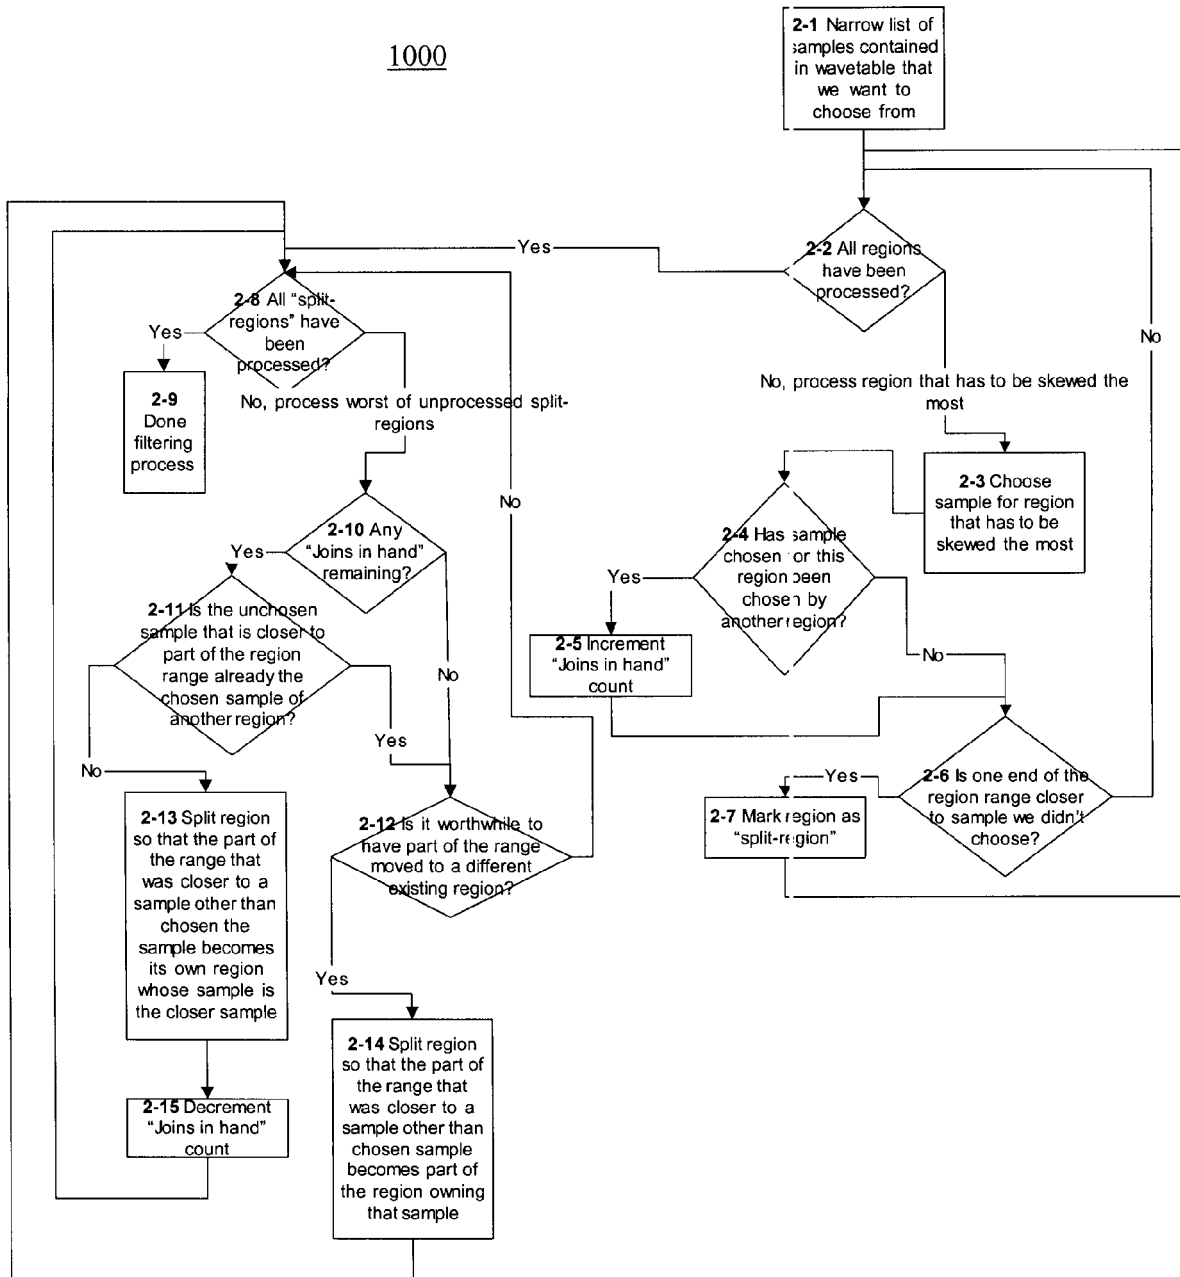 1000
2-1 Narrow list of
samples contained
in wavetable that
we want to
choose from
Yes
2-2 All regions
have been
processed?
No
No, process region that has to be skewed the
most
2-3 Choose
sample for region
that has to be
skewed the most
2-4 Has sample
chosen for this
region been
chosen by
another region?
Yes
No
2-5 Increment
"Joins in hand"
count
2-6 Is one end of the
region range closer
to sample we didn't
choose?
Yes
2-7 Mark region as
"split-region"
2-8 All "split-
regions" have
been
processed?
Yes
2-9
Done
filtering
process
No, process worst of unprocessed split-
regions
No
2-10 Any
"Joins in hand"
remaining?
Yes
No
2-11 Is the unchosen
sample that is closer to
part of the region
range already the
chosen sample of
another region?
Yes
No
2-12 Is it worthwhile to
have part of the range
moved to a different
existing region?
Yes
2-13 Split region
so that the part of
the range that
was closer to a
sample other than
chosen the
sample becomes
its own region
whose sample is
the closer sample
2-14 Split region
so that the part of
the range that
was closer to a
sample other than
chosen sample
becomes part of
the region owning
that sample
2-15 Decrement
"Joins in hand"
count